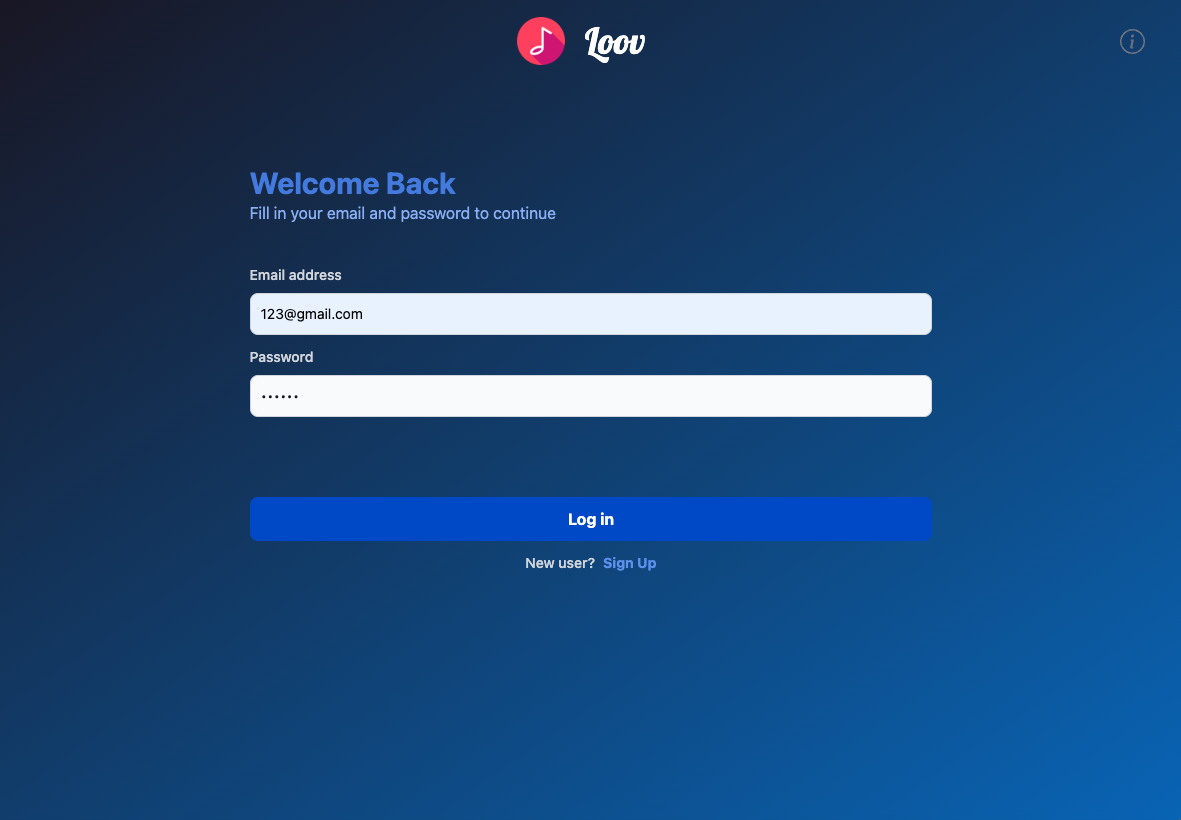 Loov
i
Welcome Back
Fill in your email and password to continue
Email address
123@gmail.com
Password
••••••
Log in
New user? Sign Up